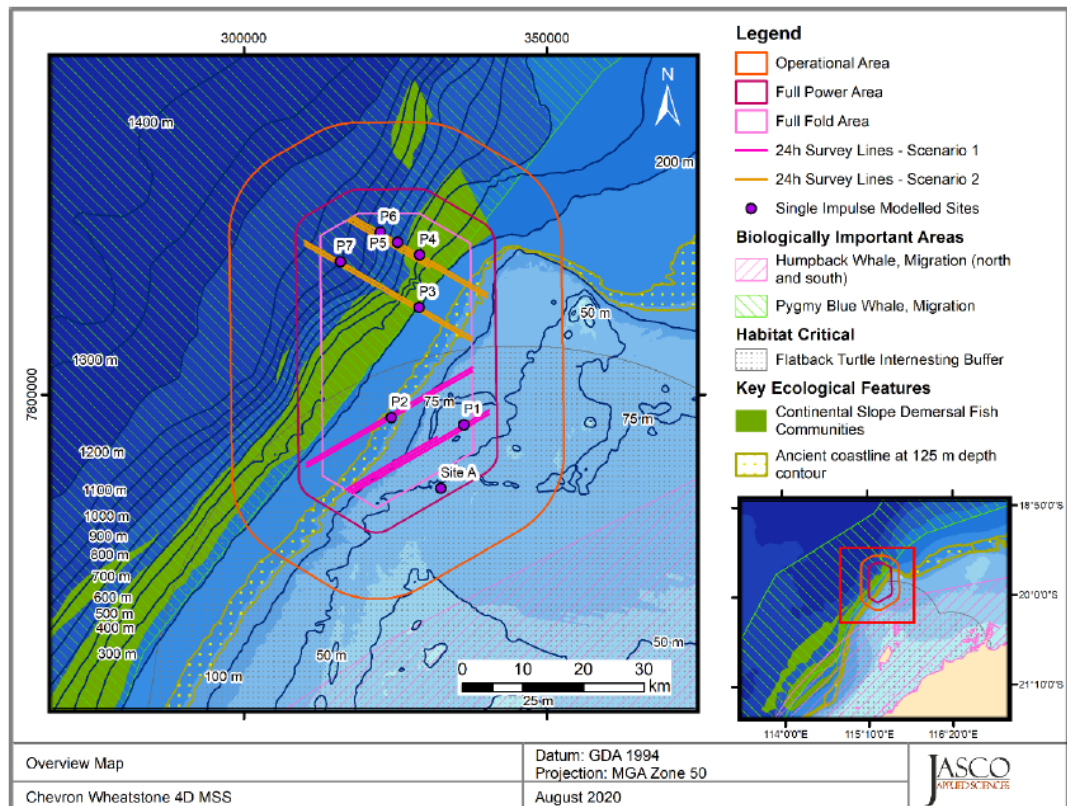 300000
350000
1400 m
N
200 m
P6
P5
P4
P7
P3
50 m
1300 m
7800000
P2
75 m
P1
75 m
1200 m
Site A
1100 m
1000 m
900 m
800 m
700 m
600 m
500 m
400 m
300 m
50 m
100 m
50 m
0 10 20 30
km
25 m
Legend
Operational Area
Full Power Area
Full Fold Area
24h Survey Lines - Scenario 1
24h Survey Lines - Scenario 2
Single Impulse Modelled Sites
Biologically Important Areas
Humpback Whale, Migration (north
and south)
Pygmy Blue Whale, Migration
Habitat Critical
Flatback Turtle Internesting Buffer
Key Ecological Features
Continental Slope Demersal Fish
Communities
Ancient coastline at 125 m depth
contour
18°50'0"S
20°0'0"S
21°10'0"S
114°0'0"E 115°10'0"E 116°20'0"E
Overview Map
Datum: GDA 1994
Projection: MGA Zone 50
Chevron Wheatstone 4D MSS
August 2020
JASCO
APPLIED SCIENCES